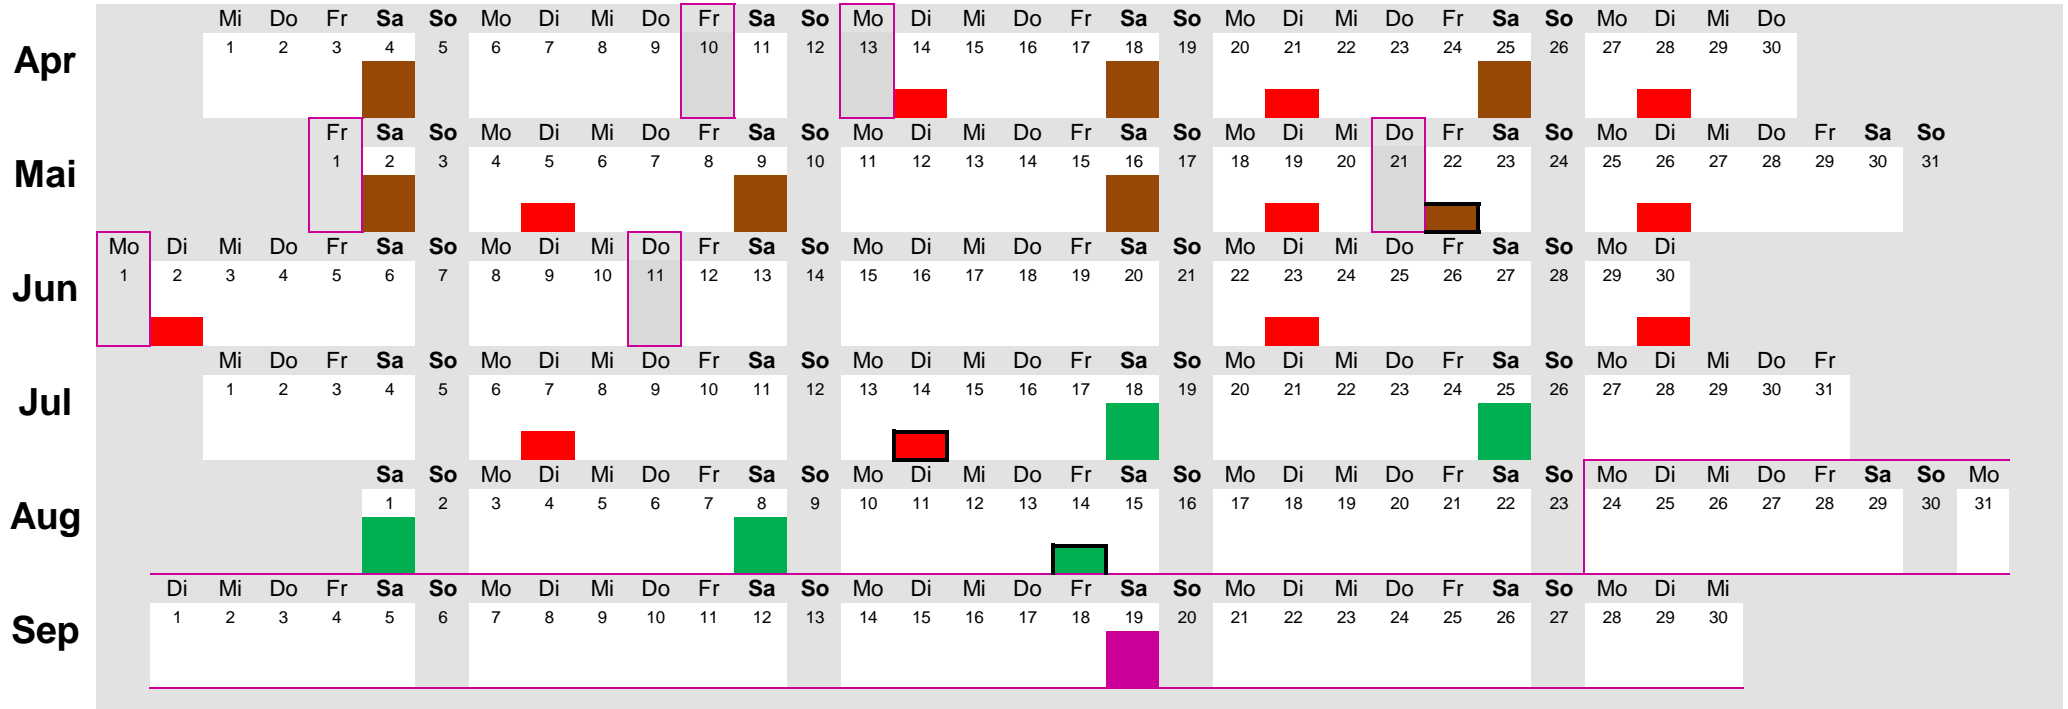 Mi Do Fr Sa So Mo Di Mi Do Fr Sa So Mo Di Mi Do Fr Sa So Mo Di Mi Do Fr Sa So Mo Di Mi Do
1 2 3 4 5 6 7 8 9 10 11 12 13 14 15 16 17 18 19 20 21 22 23 24 25 26 27 28 29 30
Apr
Fr Sa So Mo Di Mi Do Fr Sa So Mo Di Mi Do Fr Sa So Mo Di Mi Do Fr Sa So Mo Di Mi Do Fr Sa So
1 2 3 4 5 6 7 8 9 10 11 12 13 14 15 16 17 18 19 20 21 22 23 24 25 26 27 28 29 30 31
Mai
Mo Di Mi Do Fr Sa So Mo Di Mi Do Fr Sa So Mo Di Mi Do Fr Sa So Mo Di Mi Do Fr Sa So Mo Di
1 2 3 4 5 6 7 8 9 10 11 12 13 14 15 16 17 18 19 20 21 22 23 24 25 26 27 28 29 30
Jun
Mi Do Fr Sa So Mo Di Mi Do Fr Sa So Mo Di Mi Do Fr Sa So Mo Di Mi Do Fr Sa So Mo Di Mi Do Fr
1 2 3 4 5 6 7 8 9 10 11 12 13 14 15 16 17 18 19 20 21 22 23 24 25 26 27 28 29 30 31
Jul
Sa So Mo Di Mi Do Fr Sa So Mo Di Mi Do Fr Sa So Mo Di Mi Do Fr Sa So Mo Di Mi Do Fr Sa So Mo
1 2 3 4 5 6 7 8 9 10 11 12 13 14 15 16 17 18 19 20 21 22 23 24 25 26 27 28 29 30 31
Aug
Di Mi Do Fr Sa So Mo Di Mi Do Fr Sa So Mo Di Mi Do Fr Sa So Mo Di Mi Do Fr Sa So Mo Di Mi
1 2 3 4 5 6 7 8 9 10 11 12 13 14 15 16 17 18 19 20 21 22 23 24 25 26 27 28 29 30
Sep